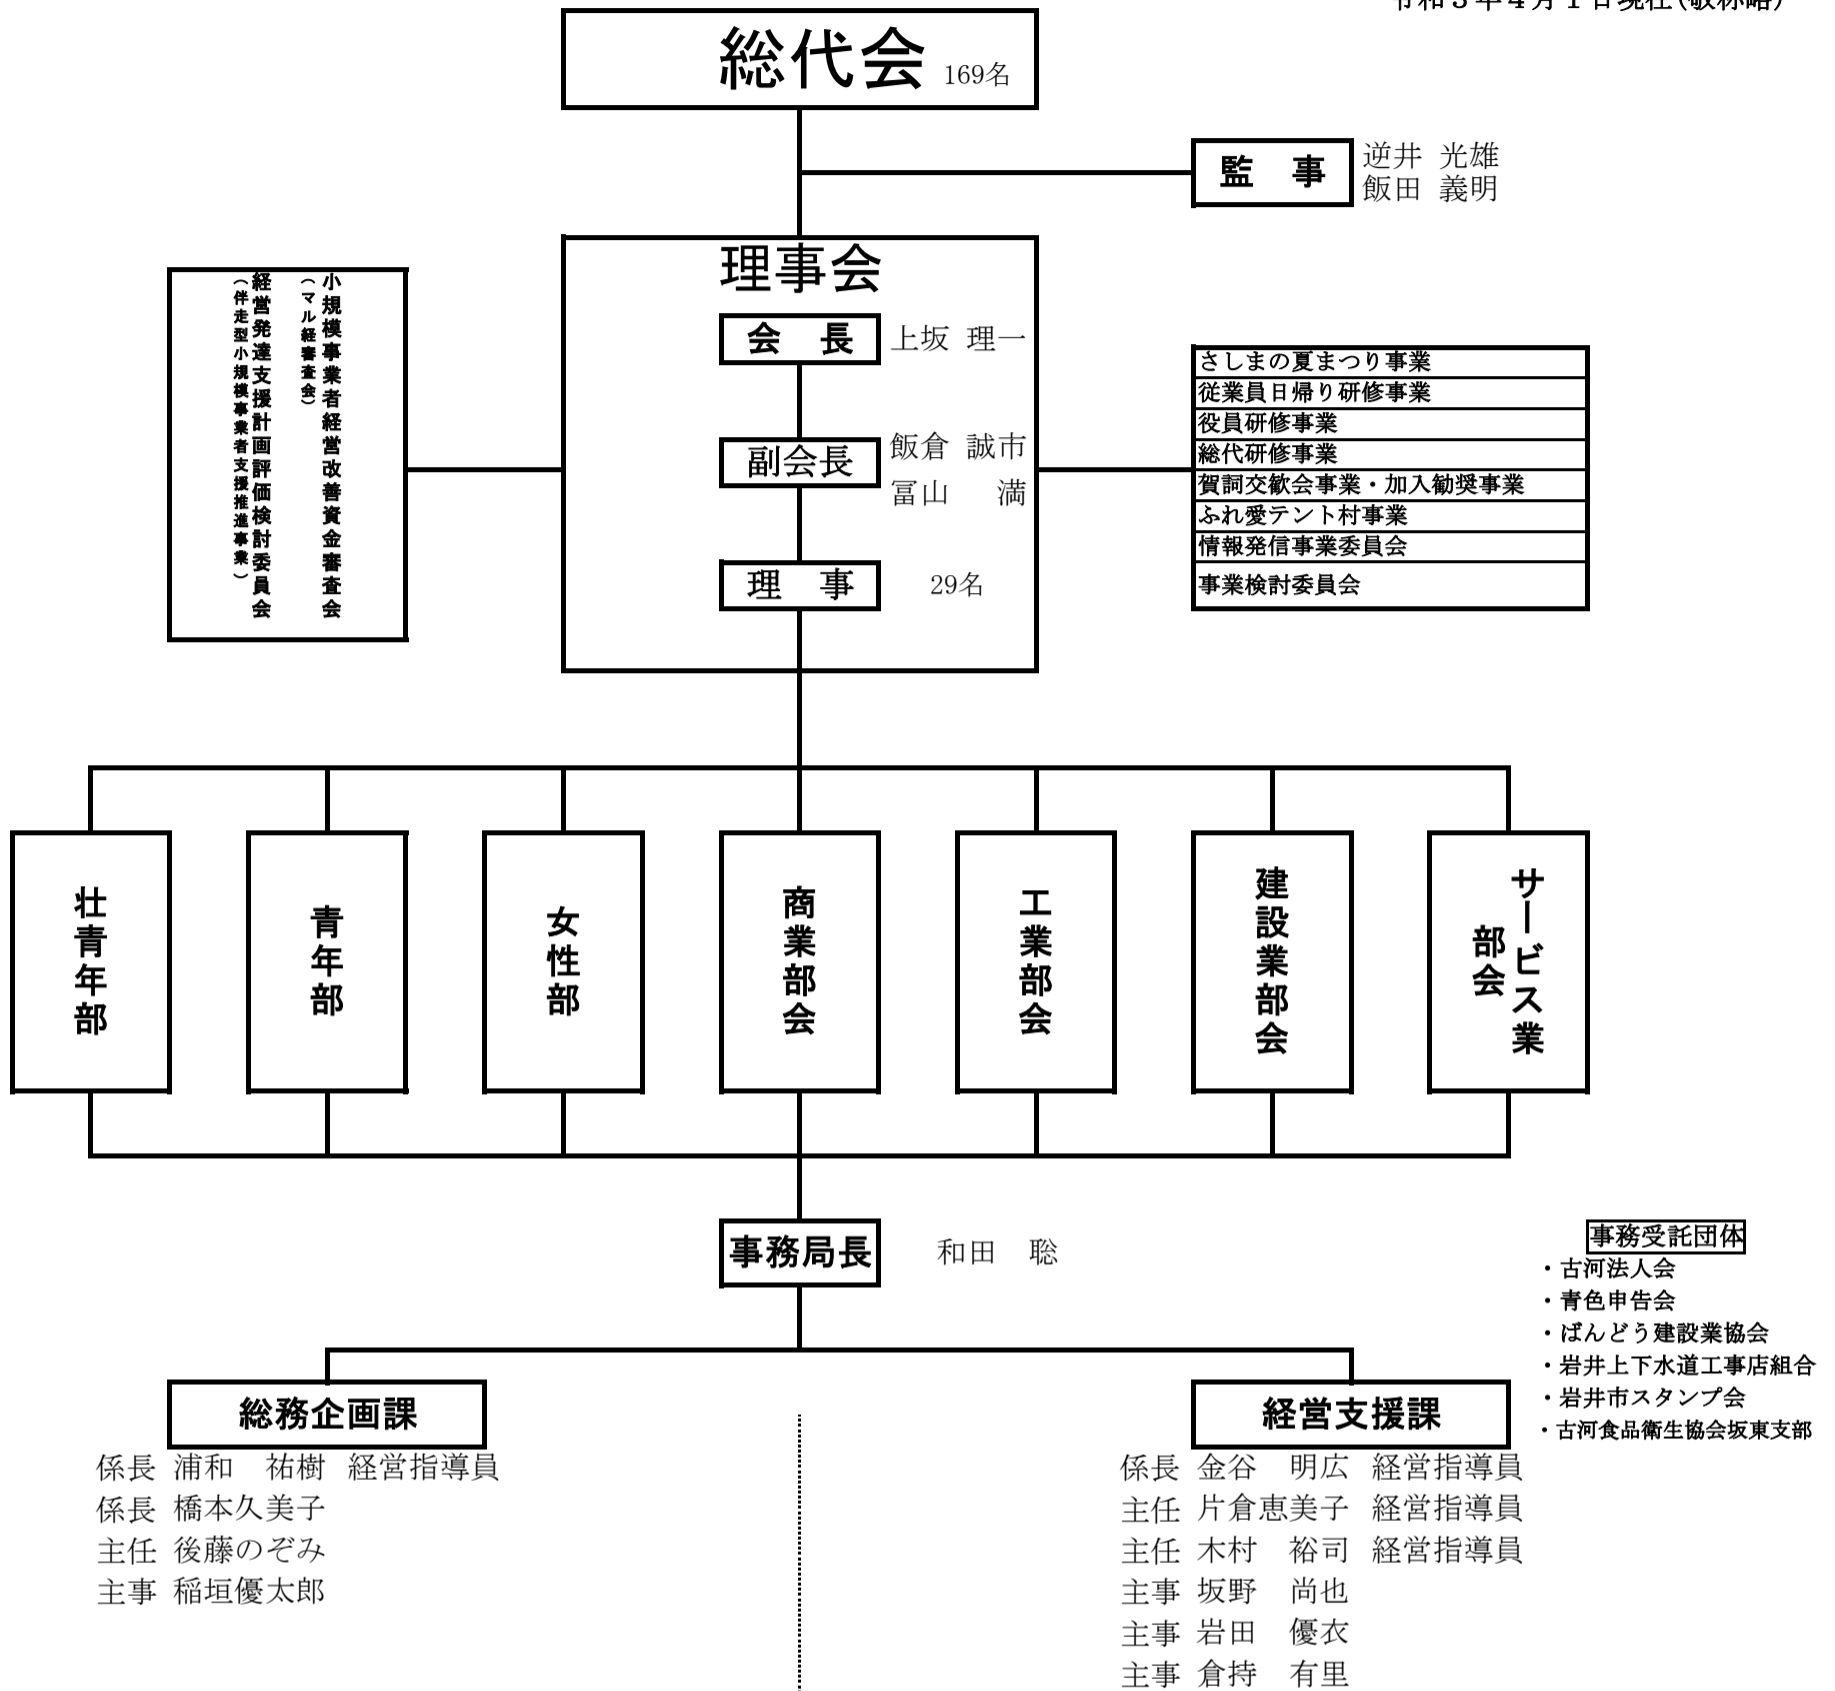 令和3年4月1日現在(敬称略)
総代会 169名
監　事
逆井 光雄
飯田 義明
理事会
会　長 上坂 理一
副会長 飯倉 誠市
冨山　満
理　事 29名
小規模事業者経営改善資金審査会
（マル経審査会）
経営発達支援計画評価検討委員会
（伴走型小規模事業者支援推進事業）
さしまの夏まつり事業
従業員日帰り研修事業
役員研修事業
総代研修事業
賀詞交歓会事業・加入勧奨事業
ふれ愛テント村事業
情報発信事業委員会
事業検討委員会
壮青年部
青年部
女性部
商業部会
工業部会
建設業部会
サービス業
部会
事務局長 和田　聡
事務受託団体
・古河法人会
・青色申告会
・ばんどう建設業協会
・岩井上下水道工事店組合
・岩井市スタンプ会
・古河食品衛生協会坂東支部
総務企画課
係長 浦和　祐樹 経営指導員
係長 橋本久美子
主任 後藤のぞみ
主事 稲垣優太郎
経営支援課
係長 金谷　明広 経営指導員
主任 片倉恵美子 経営指導員
主任 木村　裕司 経営指導員
主事 坂野　尚也
主事 岩田　優衣
主事 倉持　有里